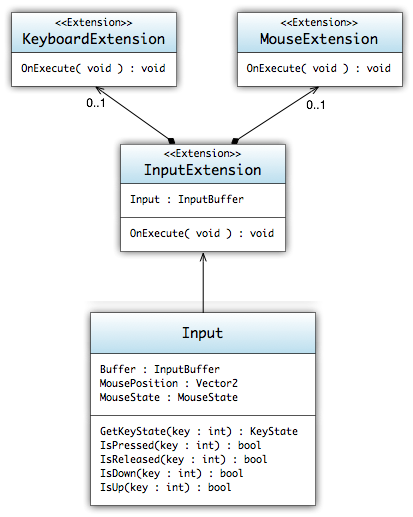 <<Extension>>
KeyboardExtension
OnExecute( void ) : void
<<Extension>>
MouseExtension
OnExecute( void ) : void
0..1
0..1
<<Extension>>
InputExtension
Input : InputBuffer
OnExecute( void ) : void
Input
Buffer : InputBuffer
MousePosition : Vector2
MouseState : MouseState
GetKeyState(key : int) : KeyState
IsPressed(key : int) : bool
IsReleased(key : int) : bool
IsDown(key : int) : bool
IsUp(key : int) : bool